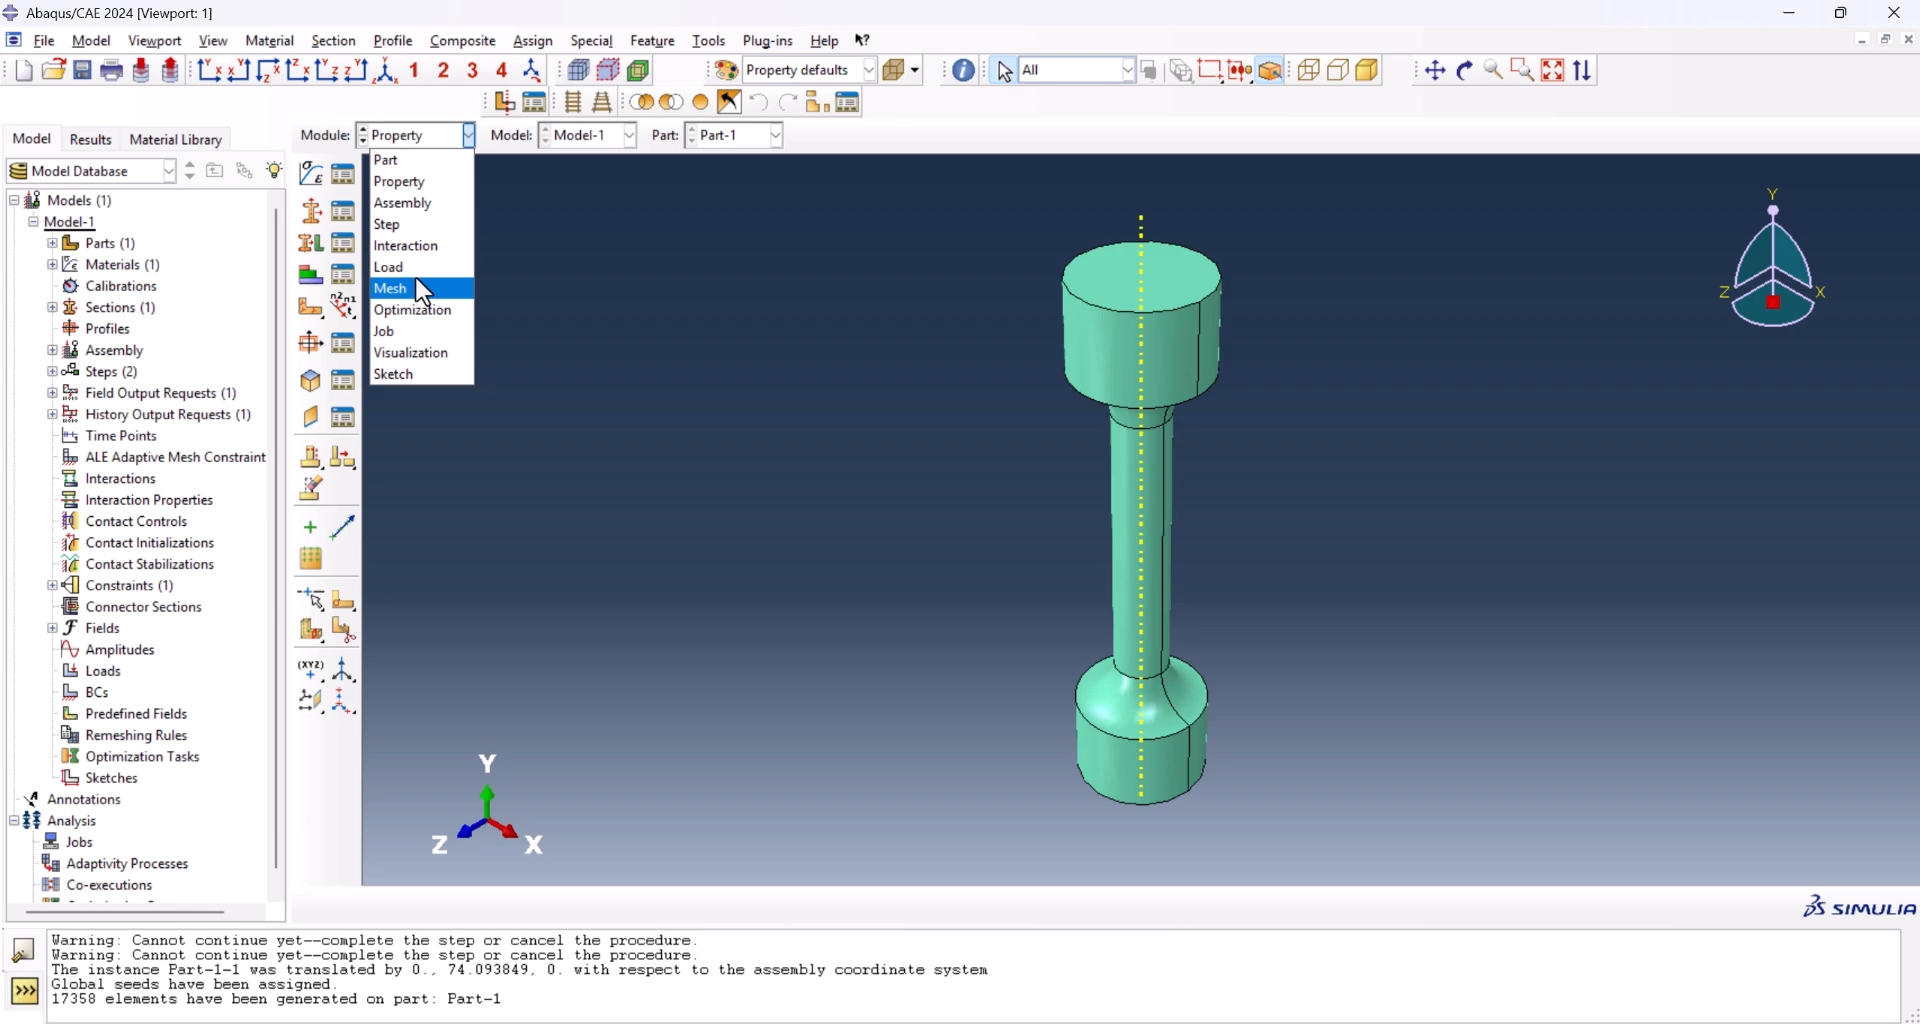 Abaqus/CAE 2024 [Viewport: 1]
File Model Viewport View Material Section Profile Composite Assign Special Feature Tools Plug-ins Help
1 2 3 4 Property defaults All
Model Results Material Library
Module: Property Model: Model-1 Part: Part-1
Model Database
Part
Property
Assembly
Step
Interaction
Load
Mesh
Optimization
Job
Visualization
Sketch
Models (1)
Model-1
Parts (1)
Materials (1)
Calibrations
Sections (1)
Profiles
Assembly
Steps (2)
Field Output Requests (1)
History Output Requests (1)
Time Points
ALE Adaptive Mesh Constraint
Interactions
Interaction Properties
Contact Controls
Contact Initializations
Contact Stabilizations
Constraints (1)
Connector Sections
Fields
Amplitudes
Loads
BCs
Predefined Fields
Remeshing Rules
Optimization Tasks
Sketches
Annotations
Analysis
Jobs
Adaptivity Processes
Co-executions
(XYZ)
Y
Z X
Y
Z X
SIMULIA
Warning: Cannot continue yet--complete the step or cancel the procedure.
Warning: Cannot continue yet--complete the step or cancel the procedure.
The instance Part-1-1 was translated by 0., 74.093849, 0. with respect to the assembly coordinate system
Global seeds have been assigned.
17358 elements have been generated on part: Part-1